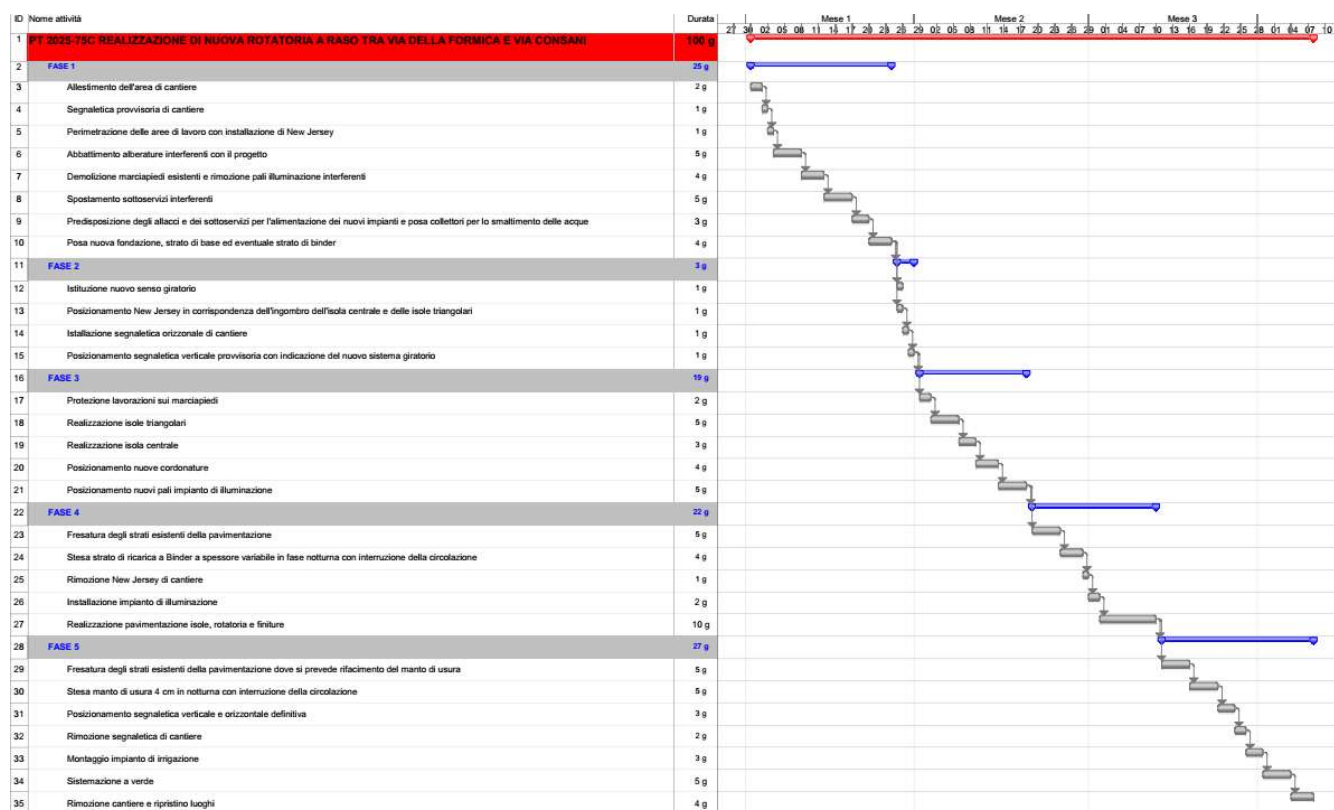 ID Nome attività Durata Mese 1 Mese 2 Mese 3
27 30 02 05 08 11 14 17 20 23 26 29 02 05 08 11 14 17 20 23 26 29 01 04 07 10 13 16 19 22 25 28 01 04 07 10
1 PT 2025-75C REALIZZAZIONE DI NUOVA ROTATORIA A RASO TRA VIA DELLA FORMICA E VIA CONSANI 100 g
2 FASE 1 25 g
3 Allestimento dell'area di cantiere 2 g
4 Segnaletica provvisoria di cantiere 1 g
5 Perimetrazione delle aree di lavoro con installazione di New Jersey 1 g
6 Abbattimento alberature interferenti con il progetto 5 g
7 Demolizione marciapiedi esistenti e rimozione pali illuminazione interferenti 4 g
8 Spostamento sottoservizi interferenti 5 g
9 Predisposizione degli allacci e dei sottoservizi per l'alimentazione dei nuovi impianti e posa collettori per lo smaltimento delle acque 3 g
10 Posa nuova fondazione, strato di base ed eventuale strato di binder 4 g
11 FASE 2 3 g
12 Istituzione nuovo senso giratorio 1 g
13 Posizionamento New Jersey in corrispondenza dell'ingombro dell'isola centrale e delle isole triangolari 1 g
14 Istallazione segnaletica orizzonale di cantiere 1 g
15 Posizionamento segnaletica verticale provvisoria con indicazione del nuovo sistema giratorio 1 g
16 FASE 3 19 g
17 Protezione lavorazioni sui marciapiedi 2 g
18 Realizzazione isole triangolari 5 g
19 Realizzazione isola centrale 3 g
20 Posizionamento nuove cordonature 4 g
21 Posizionamento nuovi pali impianto di illuminazione 5 g
22 FASE 4 22 g
23 Fresatura degli strati esistenti della pavimentazione 5 g
24 Stesa strato di ricarica a Binder a spessore variabile in fase notturna con interruzione della circolazione 4 g
25 Rimozione New Jersey di cantiere 1 g
26 Installazione impianto di illuminazione 2 g
27 Realizzazione pavimentazione isole, rotatoria e finiture 10 g
28 FASE 5 27 g
29 Fresatura degli strati esistenti della pavimentazione dove si prevede rifacimento del manto di usura 5 g
30 Stesa manto di usura 4 cm in notturna con interruzione della circolazione 5 g
31 Posizionamento segnaletica verticale e orizzontale definitiva 3 g
32 Rimozione segnaletica di cantiere 2 g
33 Montaggio impianto di irrigazione 3 g
34 Sistemazione a verde 5 g
35 Rimozione cantiere e ripristino luoghi 4 g